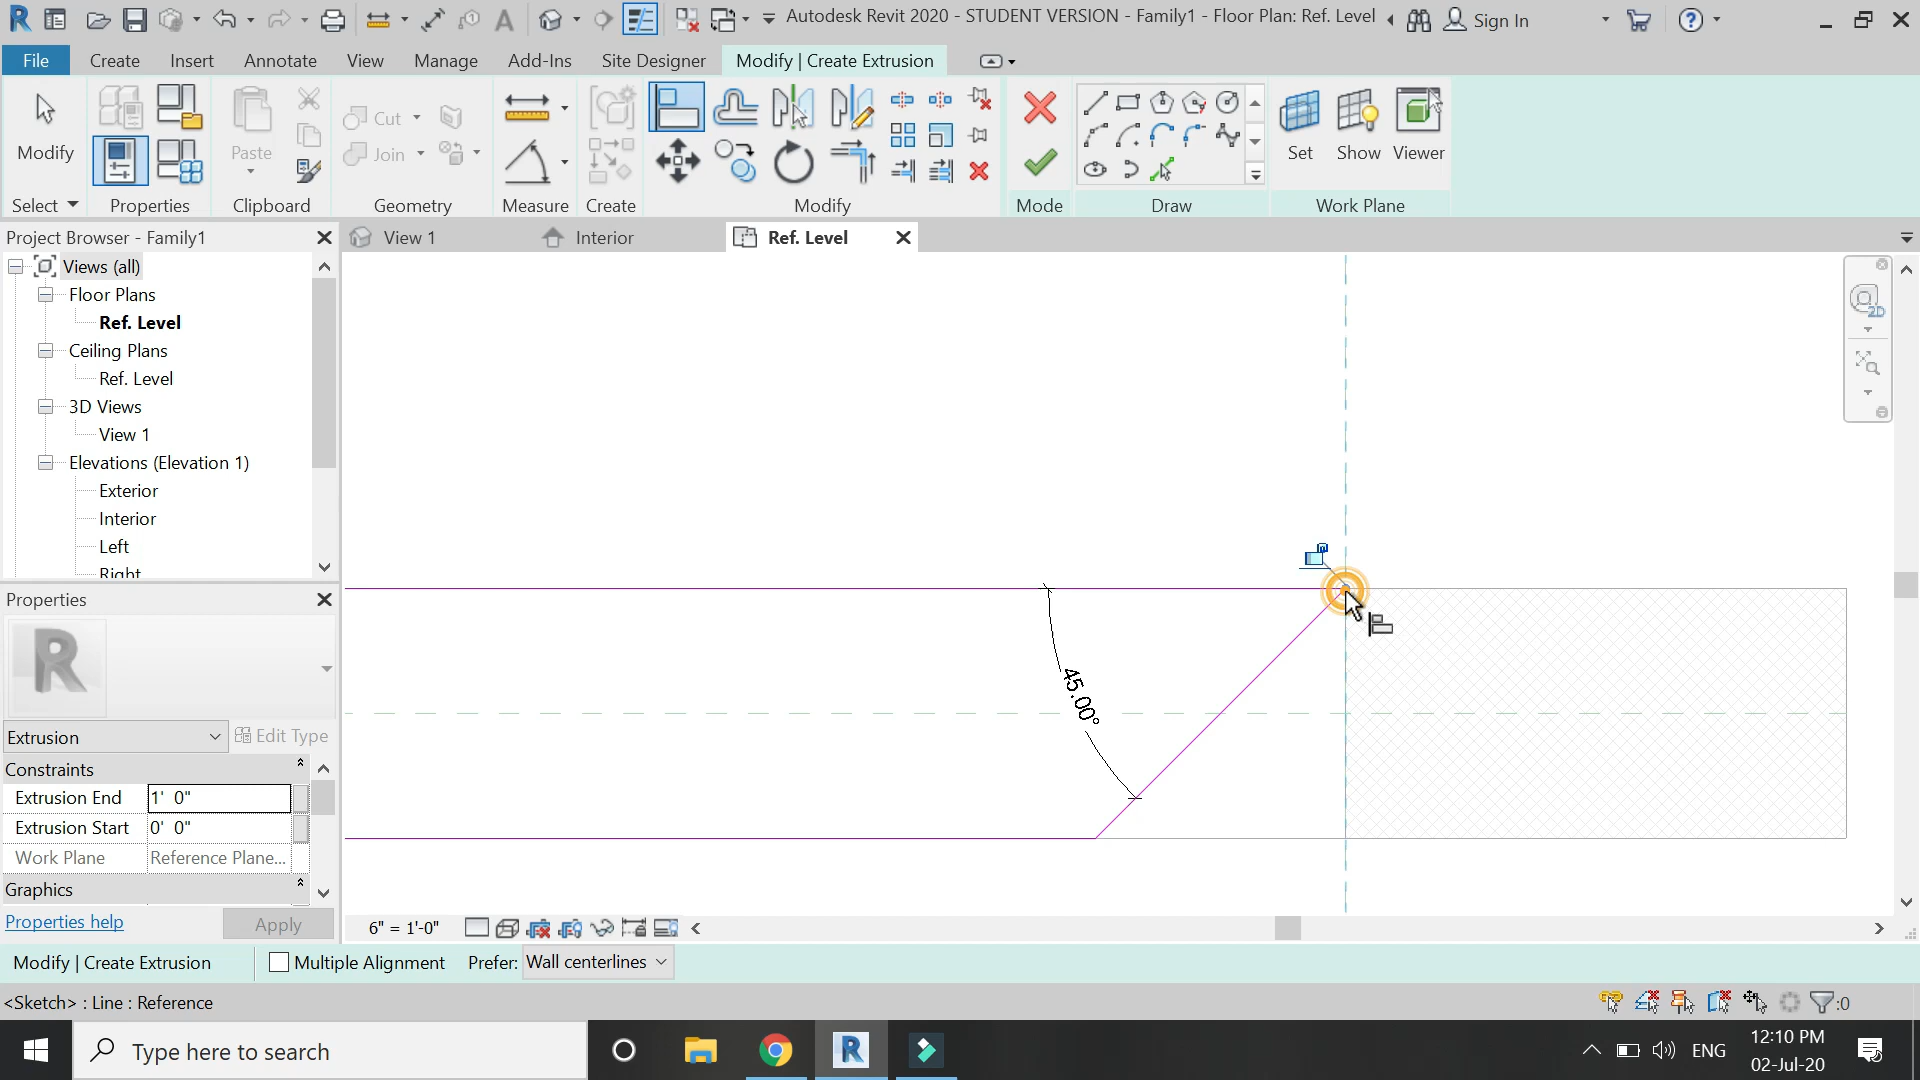 Autodesk Revit 2020 - STUDENT VERSION - Family1 - Floor Plan: Ref. Level
Sign In
File
Create
Insert
Annotate
View
Manage
Add-Ins
Site Designer
Modify | Create Extrusion
Modify
Paste
Cut
Join
Set
Show
Viewer
Select
Properties
Clipboard
Geometry
Measure
Create
Modify
Mode
Draw
Work Plane
Project Browser - Family1
View 1
Interior
Ref. Level
Views (all)
Floor Plans
Ref. Level
Ceiling Plans
Ref. Level
3D Views
View 1
Elevations (Elevation 1)
Exterior
Interior
Left
Right
2D
45.00°
Properties
Extrusion
Edit Type
Constraints
Extrusion End 1' 0"
Extrusion Start 0' 0"
Work Plane Reference Plane...
Graphics
Properties help
Apply
6" = 1'-0"
Modify | Create Extrusion
Multiple Alignment
Prefer: Wall centerlines
<Sketch> : Line : Reference
:0
Type here to search
ENG
12:10 PM
02-Jul-20